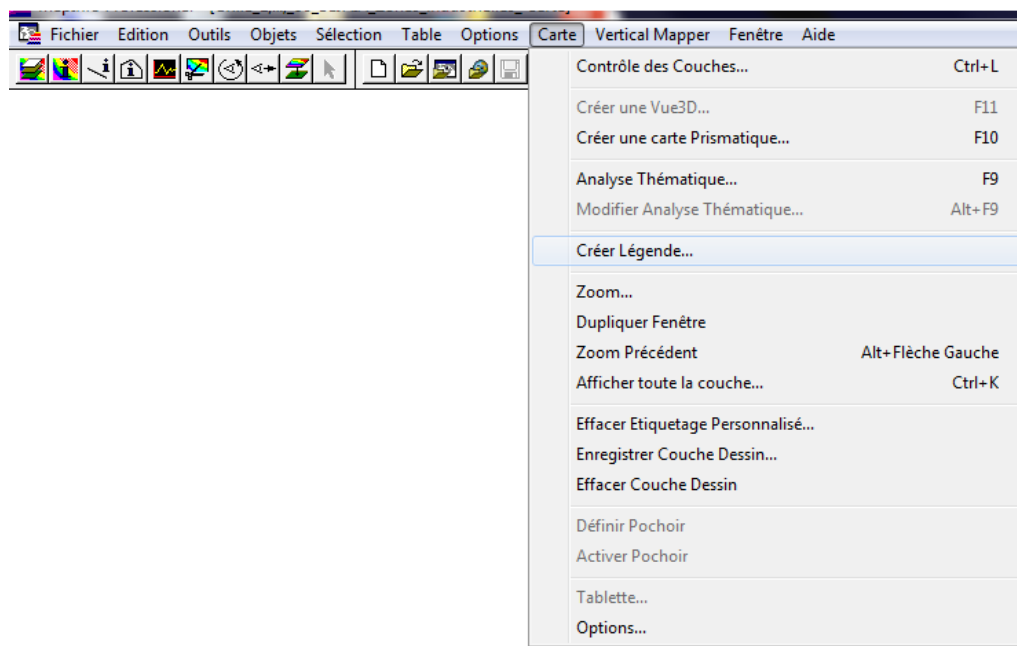 Fichier Edition Outils Objets Sélection Table Options Carte Vertical Mapper Fenêtre Aide
Contrôle des Couches... Ctrl+L
Créer une Vue3D... F11
Créer une carte Prismatique... F10
Analyse Thématique... F9
Modifier Analyse Thématique... Alt+F9
Créer Légende...
Zoom...
Dupliquer Fenêtre
Zoom Précédent Alt+Flèche Gauche
Afficher toute la couche... Ctrl+K
Effacer Etiquetage Personnalisé...
Enregistrer Couche Dessin...
Effacer Couche Dessin
Définir Pochoir
Activer Pochoir
Tablette...
Options...